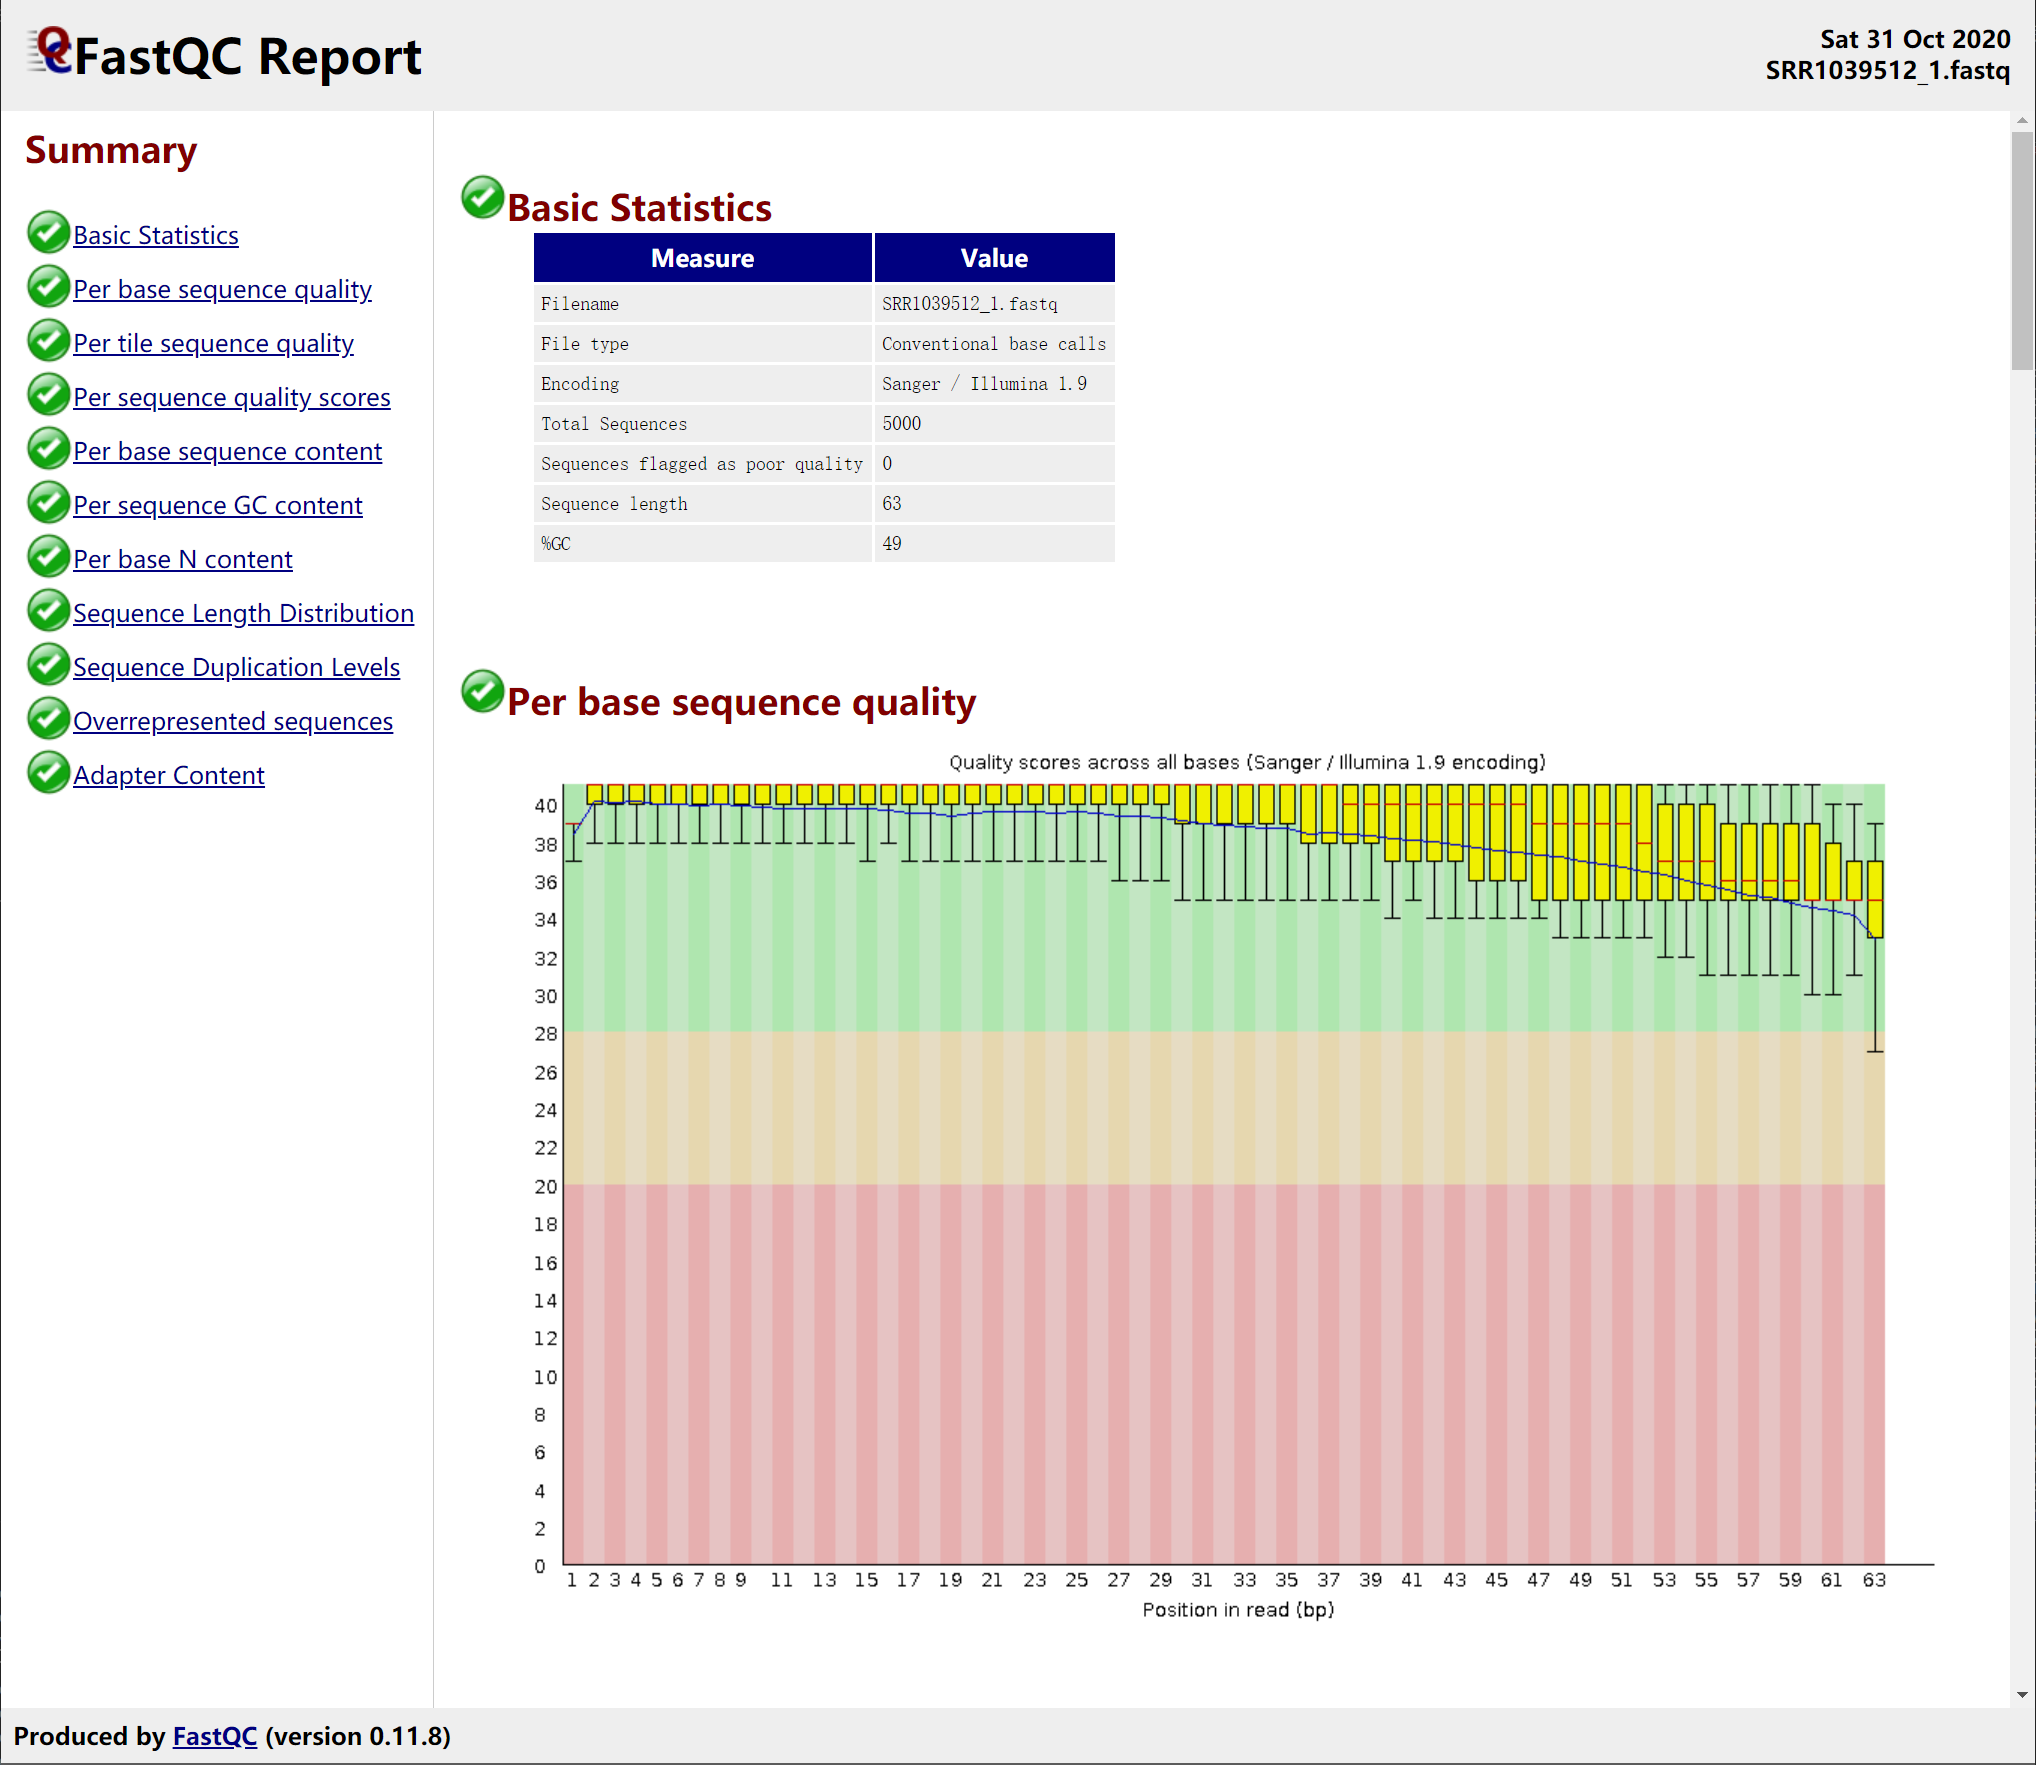 FastQC Report
Sat 31 Oct 2020
SRR1039512_1.fastq
Summary
Basic Statistics
Per base sequence quality
Per tile sequence quality
Per sequence quality scores
Per base sequence content
Per sequence GC content
Per base N content
Sequence Length Distribution
Sequence Duplication Levels
Overrepresented sequences
Adapter Content
Basic Statistics
Measure Value
Filename SRR1039512_1.fastq
File type Conventional base calls
Encoding Sanger / Illumina 1.9
Total Sequences 5000
Sequences flagged as poor quality 0
Sequence length 63
%GC 49
Per base sequence quality
Quality scores across all bases (Sanger / Illumina 1.9 encoding)
40
38
36
34
32
30
28
26
24
22
20
18
16
14
12
10
8
6
4
2
0
1 2 3 4 5 6 7 8 9 11 13 15 17 19 21 23 25 27 29 31 33 35 37 39 41 43 45 47 49 51 53 55 57 59 61 63
Position in read (bp)
Produced by FastQC (version 0.11.8)